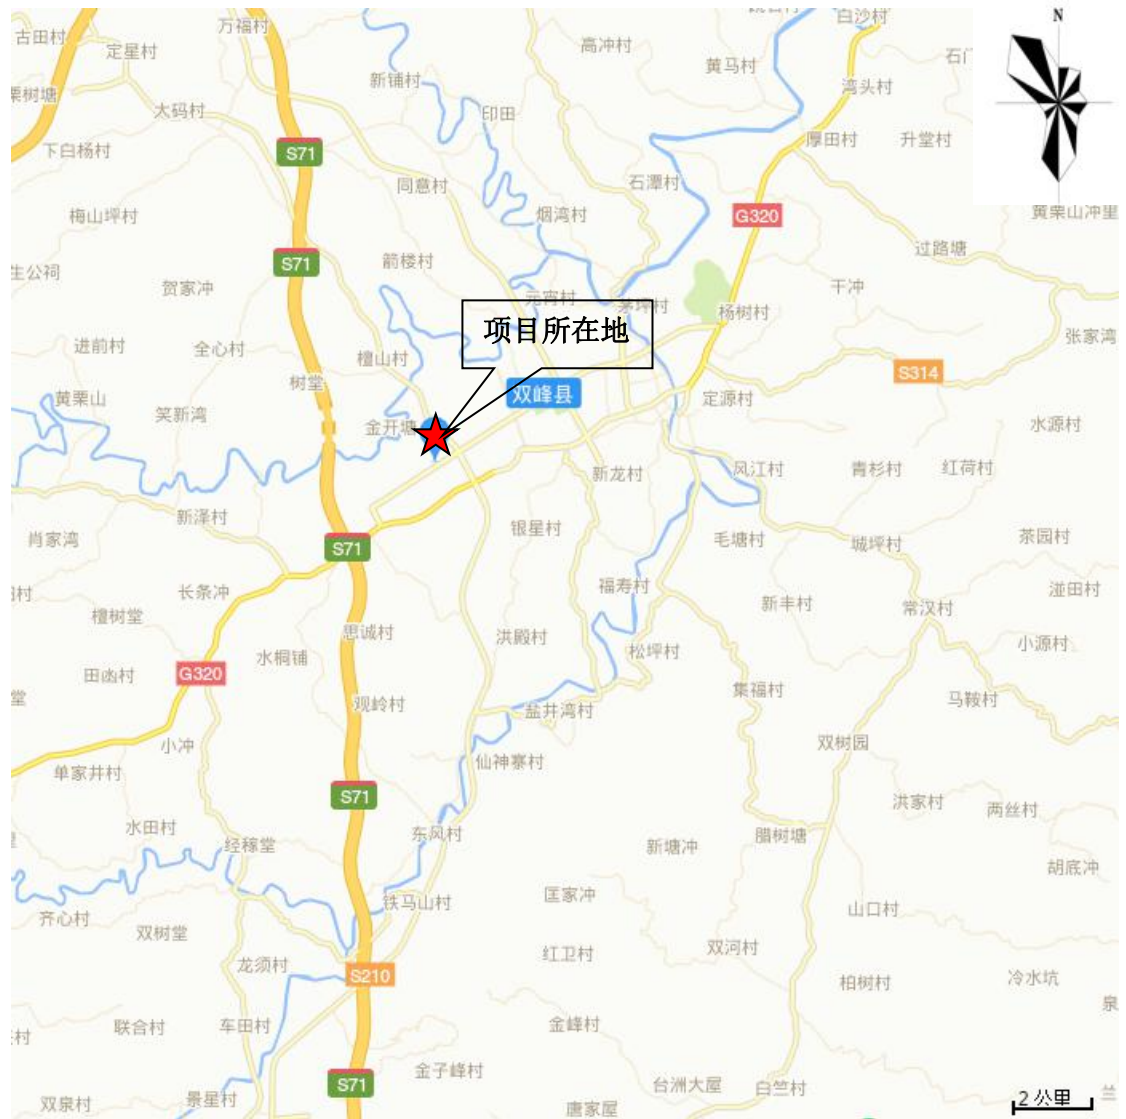 万福村
白沙村
N
古田村
定星村
高冲村
黄马村
新铺村
湾头村
栗树塘
大码村
印田
厚田村
升堂村
下白杨村
S71
同意村
石潭村
梅山坪村
烟湾村
G320
黄栗山冲里
过路塘
箭楼村
S71
生公祠
贺家冲
干冲
元宵村
茅坪村
杨树村
项目所在地
张家湾
进前村
全心村
檀山村
S314
树堂
双峰县
黄栗山
定源村
笑新湾
金开塘
水源村
新龙村
风江村
青杉村
红荷村
新泽村
银星村
肖家湾
S71
毛塘村
城坪村
茶园村
长条冲
福寿村
湴田村
新丰村
常汉村
檀树堂
思诚村
洪殿村
小源村
水桐铺
松坪村
田凼村
G320
集福村
马鞍村
观岭村
盐井湾村
小冲
双树园
仙神寨村
单家井村
S71
洪家村
两丝村
水田村
东风村
腊树塘
经稼堂
新塘冲
胡底冲
匡家冲
铁马山村
山口村
齐心村
双树堂
双河村
红卫村
龙须村
S210
柏树村
冷水坑
泉
联合村
车田村
金峰村
金子峰村
S71
台洲大屋
白竺村
双泉村
景星村
唐家屋
2 公里
兰